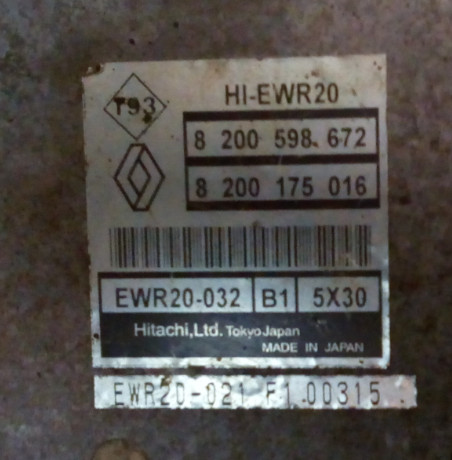 T93
HI-EWR20
8 200 598 672
8 200 175 016
EWR20-032 B1 5X30
Hitachi,Ltd. Tokyo Japan
MADE IN JAPAN
EWR20-021 F1 00315